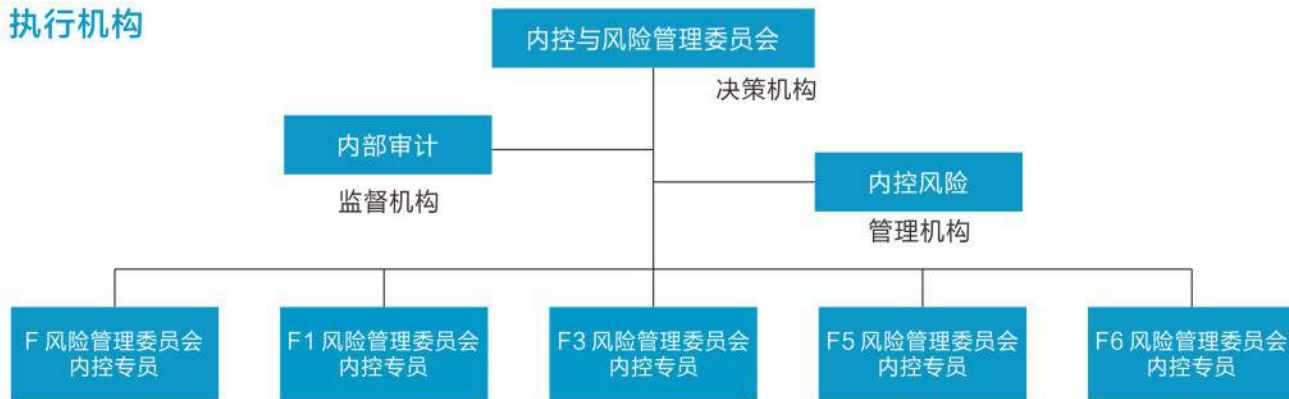 执行机构
内控与风险管理委员会
决策机构
内部审计
监督机构
内控风险
管理机构
F 风险管理委员会
内控专员
F1 风险管理委员会
内控专员
F3 风险管理委员会
内控专员
F5 风险管理委员会
内控专员
F6 风险管理委员会
内控专员